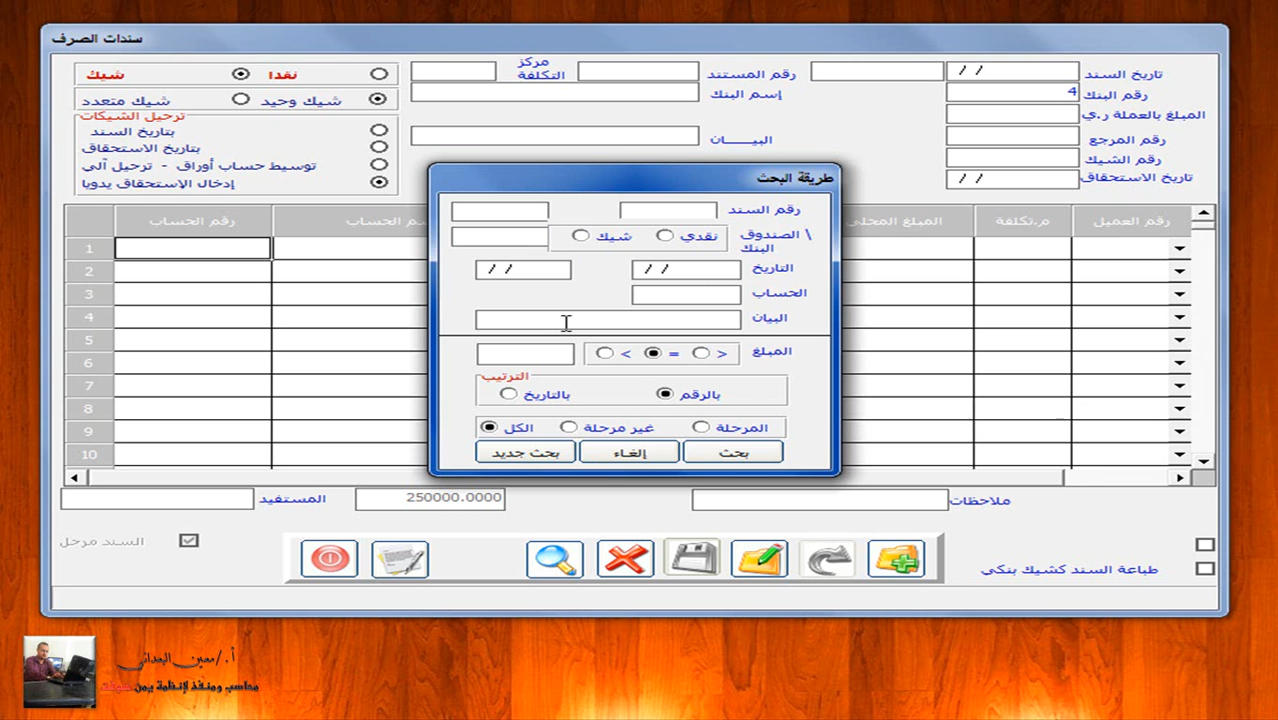 سندات الصرف
تاريخ السند / / رقم المستند مركز التكلفة
نقدا شيك
رقم البنك 4 إسم البنك
شيك وحيد شيك متعدد
المبلغ بالعملة ر.ي
ترحيل الشيكات
رقم المرجع البيـــــان
بتاريخ السند
بتاريخ الاستحقاق
رقم الشيك
توسيط حساب أوراق - ترحيل آلي
تاريخ الاستحقاق / /
إدخال الاستحقاق يدويا
طريقة البحث
رقم السند
الصندوق \ البنك نقدي شيك
التاريخ / / / /
الحساب
البيان
المبلغ > = <
الترتيب
بالرقم بالتاريخ
المرحلة غير مرحلة الكل
بحث إلغاء بحث جديد
رقم العميل م.تكلفة المبلغ المحلي الحساب رقم الحساب
1
2
3
4
5
6
7
8
9
10
ملاحظات 250000.0000 المستفيد
السند مرحل
طباعة السند كشيك بنكي
أ./معين البعداني
محاسب ومنفذ لإنظمة يمن سوفت